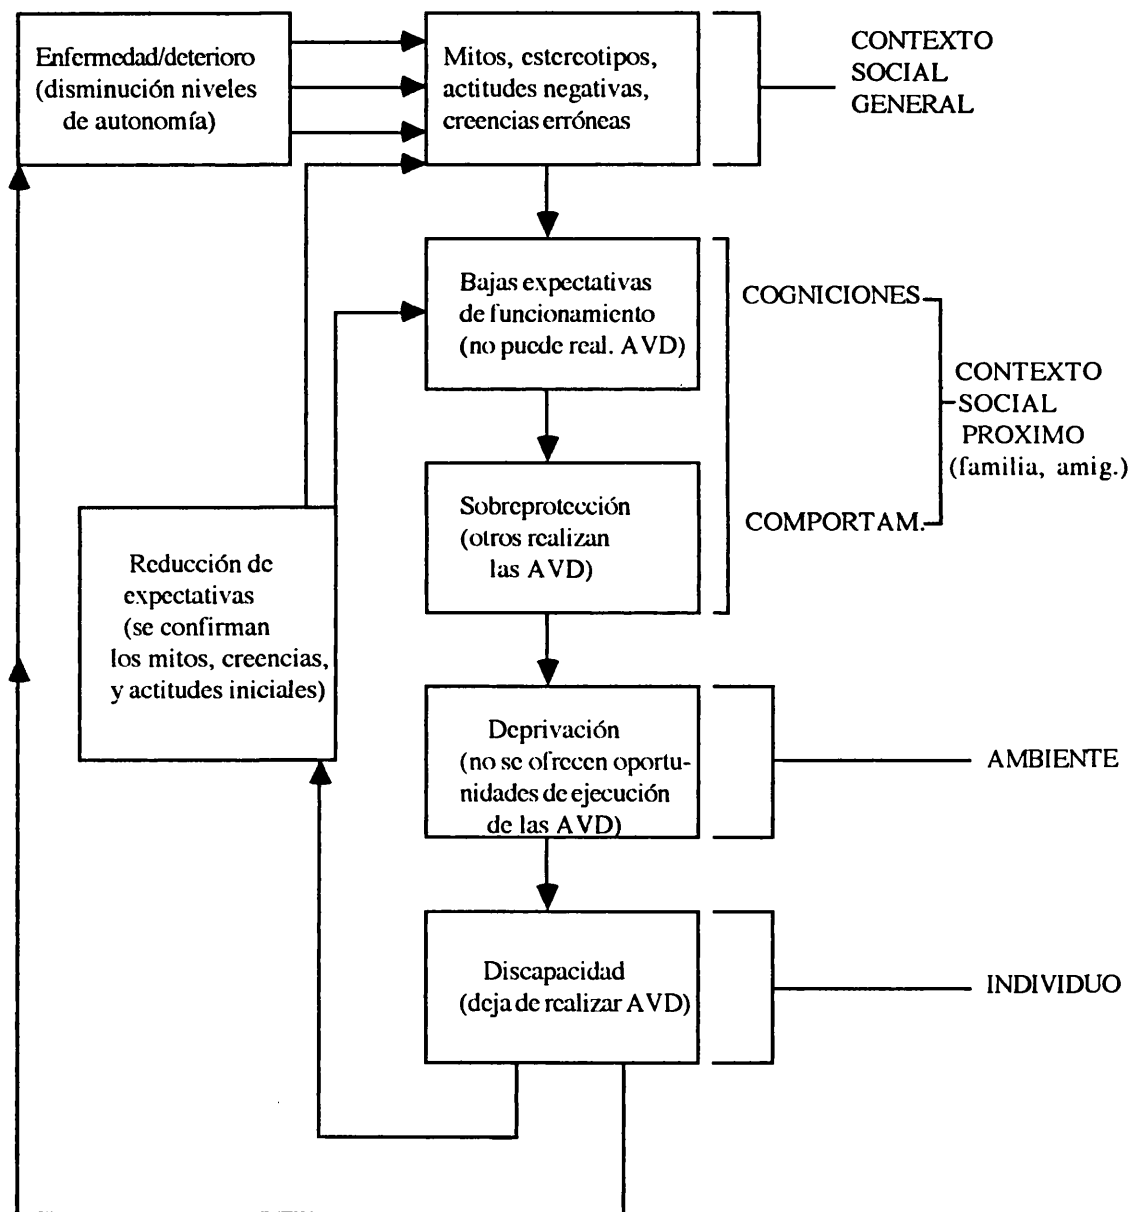 Enfermedad/deterioro
(disminución niveles
de autonomía)
Mitos, estereotipos,
actitudes negativas,
creencias erróneas
CONTEXTO
SOCIAL
GENERAL
Bajas expectativas
de funcionamiento
(no puede real. AVD)
COGNICIONES
CONTEXTO
SOCIAL
PROXIMO
(familia, amig.)
Sobreprotección
(otros realizan
las AVD)
COMPORTAM.
Reducción de
expectativas
(se confirman
los mitos, creencias,
y actitudes iniciales)
Deprivación
(no se ofrecen oportu-
nidades de ejecución
de las AVD)
AMBIENTE
Discapacidad
(deja de realizar AVD)
INDIVIDUO